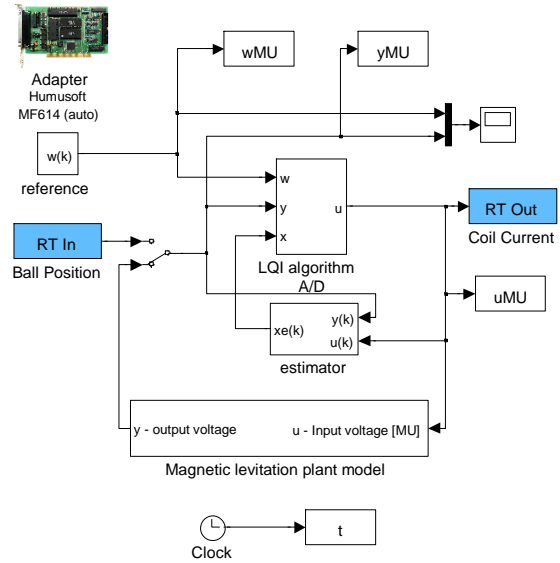 wMU
yMU
Adapter
Humusoft
MF614 (auto)
w(k)
reference
w
y
x
u
LQI algorithm
A/D
RT In
Ball Position
RT Out
Coil Current
xe(k)
y(k)
u(k)
estimator
uMU
y - output voltage
u - Input voltage [MU]
Magnetic levitation plant model
Clock
t